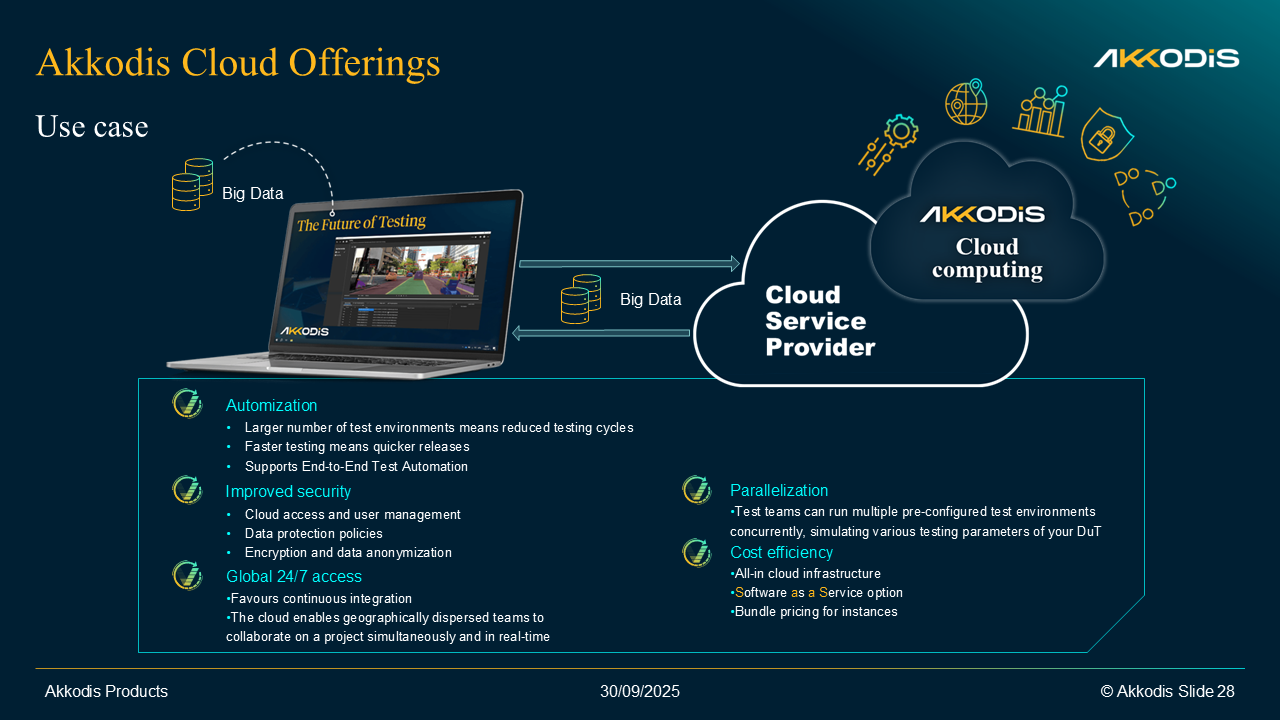 Akkodis Cloud Offerings
AKKODiS
Use case
Big Data
The Future of Testing
AKKODiS
AKKODiS
Cloud
computing
Big Data
Cloud
Service
Provider
Automization
• Larger number of test environments means reduced testing cycles
• Faster testing means quicker releases
• Supports End-to-End Test Automation
Improved security
• Cloud access and user management
• Data protection policies
• Encryption and data anonymization
Global 24/7 access
•Favours continuous integration
•The cloud enables geographically dispersed teams to
collaborate on a project simultaneously and in real-time
Parallelization
•Test teams can run multiple pre-configured test environments
concurrently, simulating various testing parameters of your DuT
Cost efficiency
•All-in cloud infrastructure
•Software as a Service option
•Bundle pricing for instances
Akkodis Products
30/09/2025
© Akkodis Slide 28